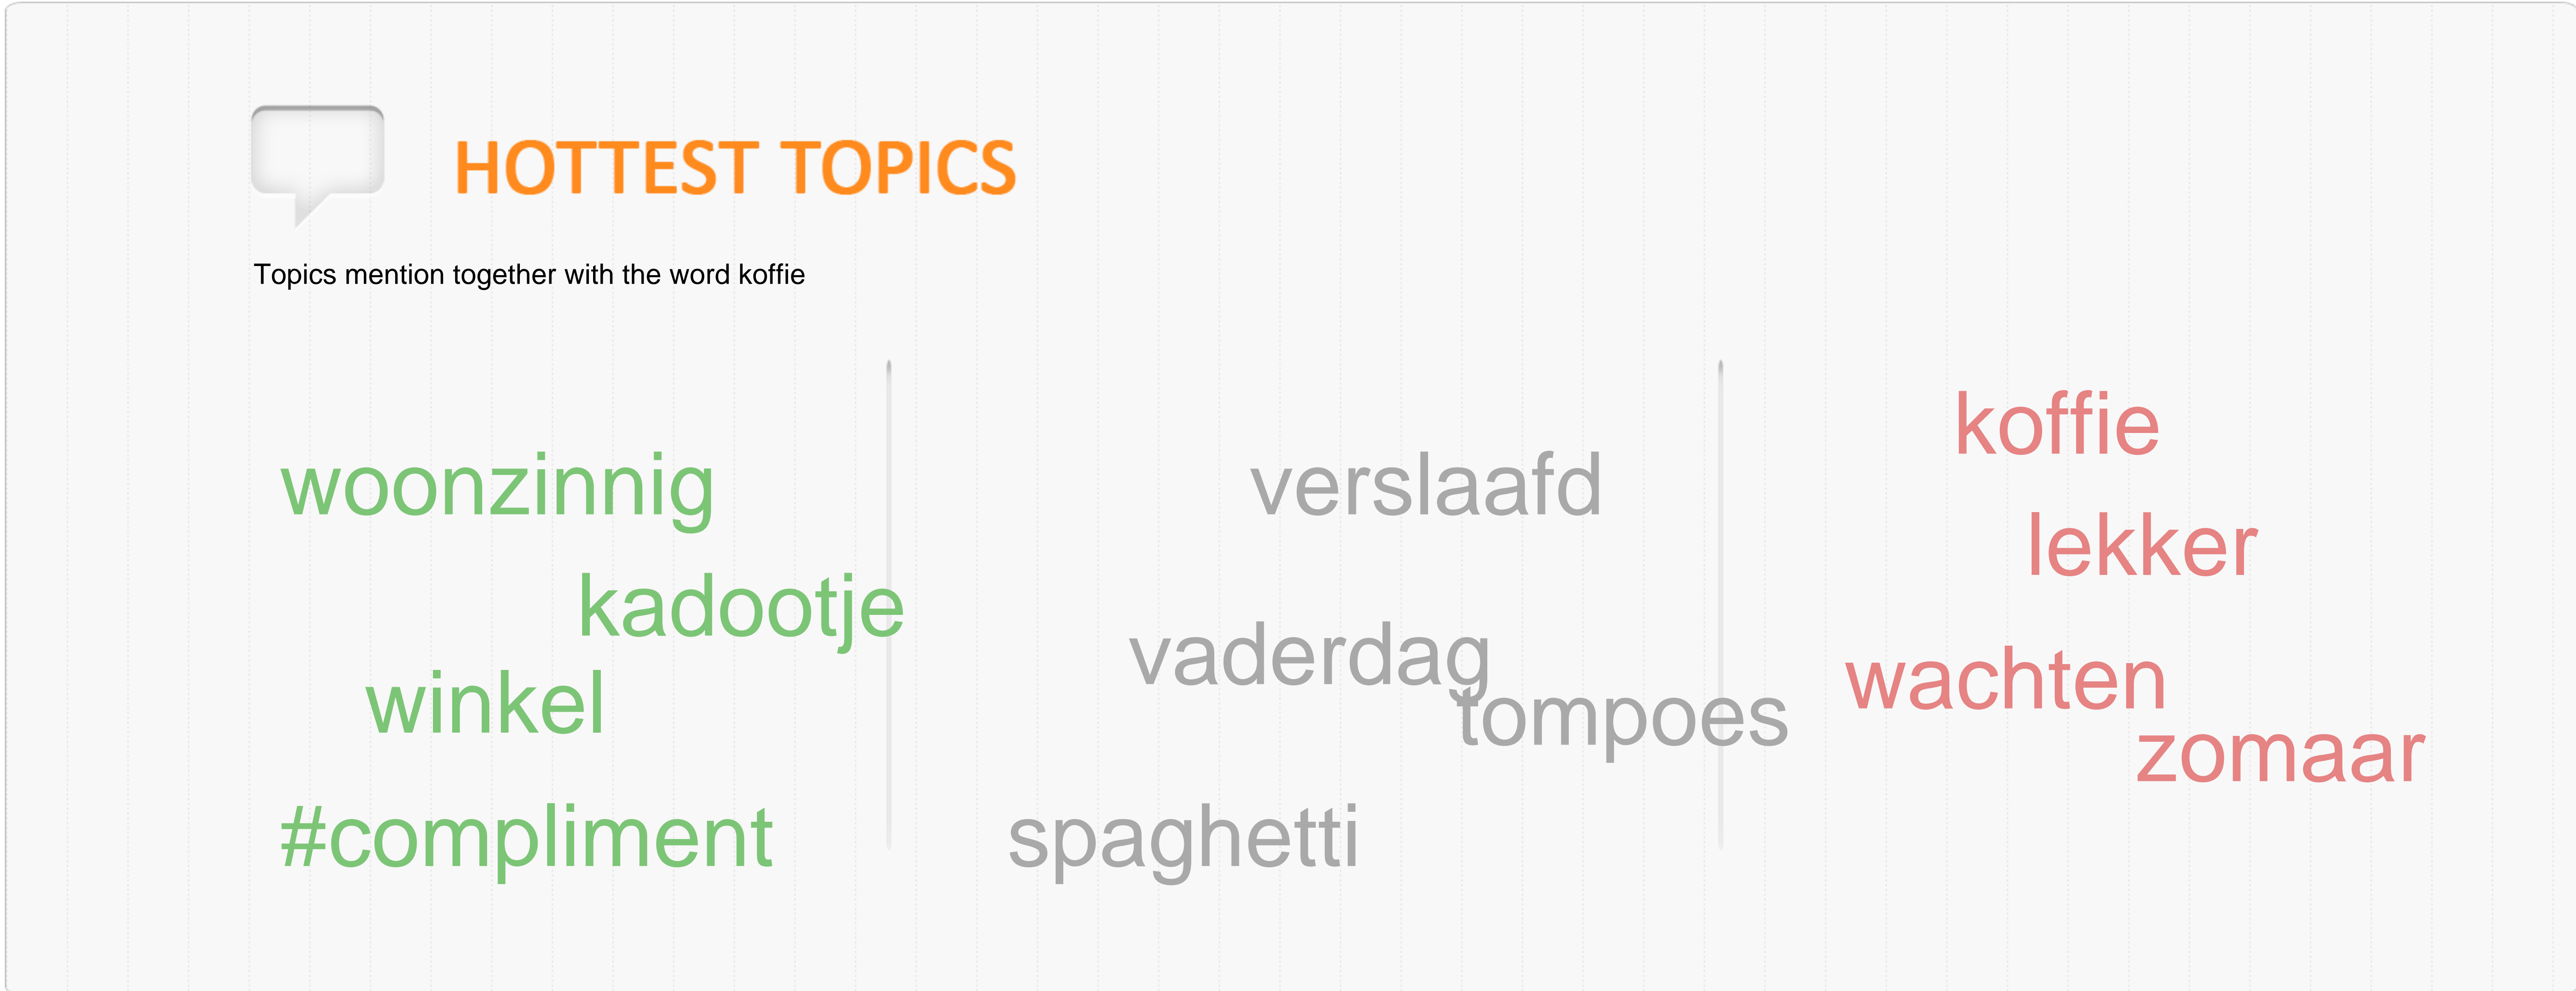 HOTTEST TOPICS
Topics mention together with the word koffie
woonzinnig
kadootje
winkel
#compliment
verslaafd
vaderdag
tompoes
spaghetti
koffie
lekker
wachten
zomaar